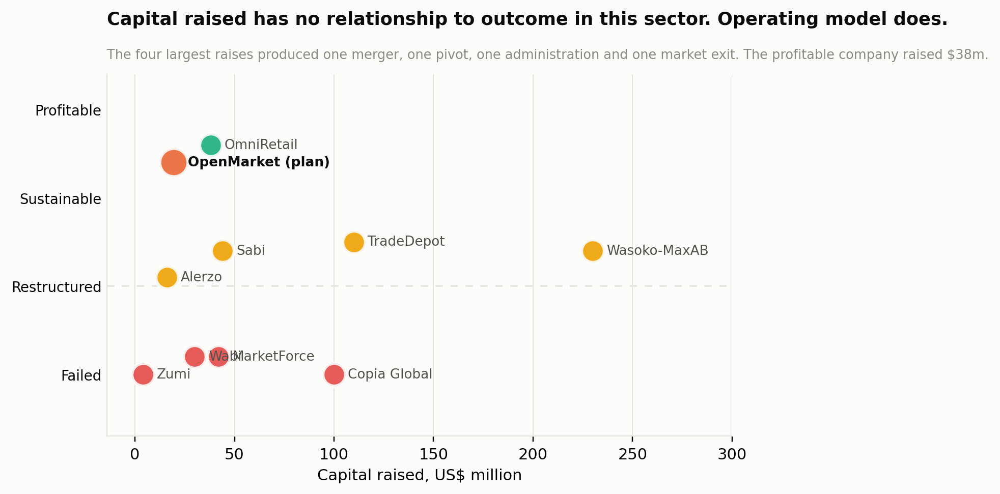 Capital raised has no relationship to outcome in this sector. Operating model does.
The four largest raises produced one merger, one pivot, one administration and one market exit. The profitable company raised $38m.
Profitable
OmniRetail
OpenMarket (plan)
Sustainable
TradeDepot
Sabi
Wasoko-MaxAB
Alerzo
Restructured
Wabi
MarketForce
Failed
Zumi
Copia Global
0 50 100 150 200 250 300
Capital raised, US$ million